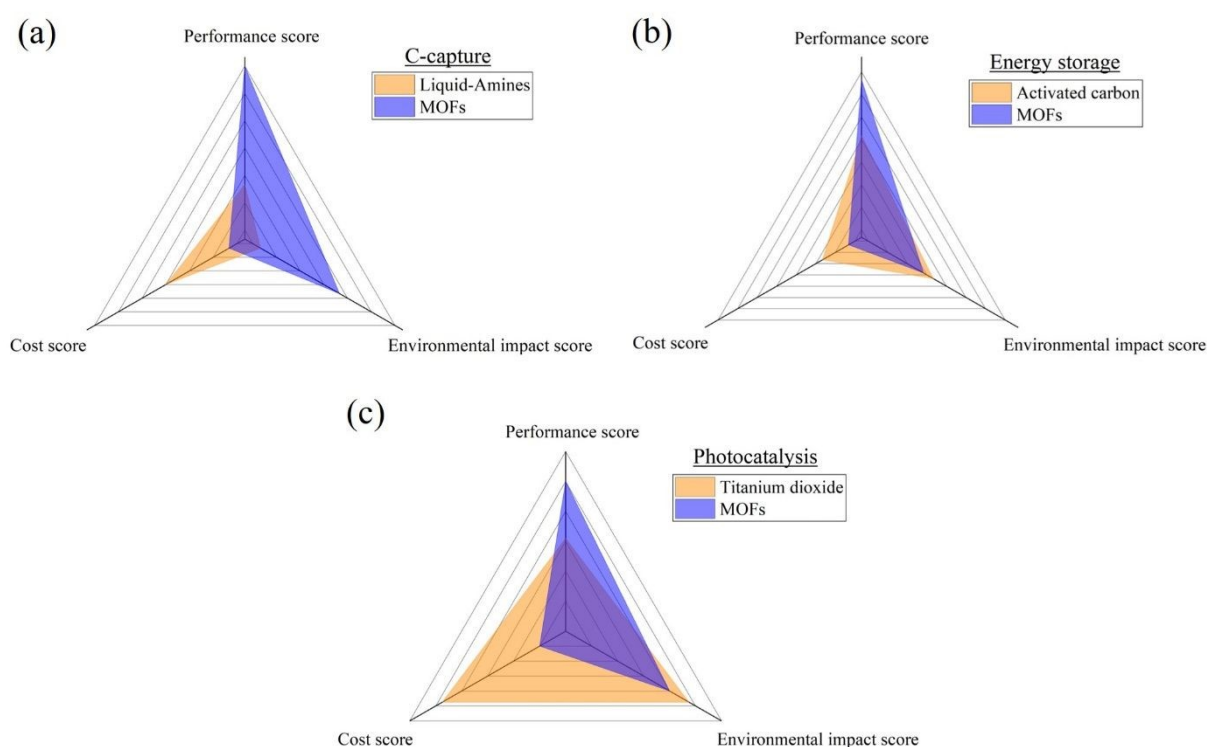 (a)
Performance score
C-capture
Liquid-Amines
MOFs
Cost score
Environmental impact score
(b)
Performance score
Energy storage
Activated carbon
MOFs
Cost score
Environmental impact score
(c)
Performance score
Photocatalysis
Titanium dioxide
MOFs
Cost score
Environmental impact score